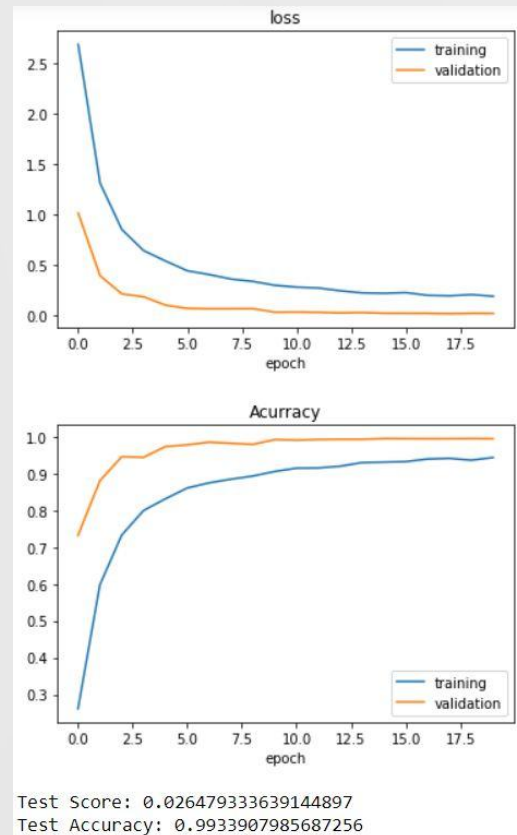 loss
training
validation
2.5
2.0
1.5
1.0
0.5
0.0
0.0 2.5 5.0 7.5 10.0 12.5 15.0 17.5
epoch
Acurracy
1.0
0.9
0.8
0.7
0.6
0.5
0.4
0.3
training
validation
0.0 2.5 5.0 7.5 10.0 12.5 15.0 17.5
epoch
Test Score: 0.026479333639144897
Test Accuracy: 0.9933907985687256